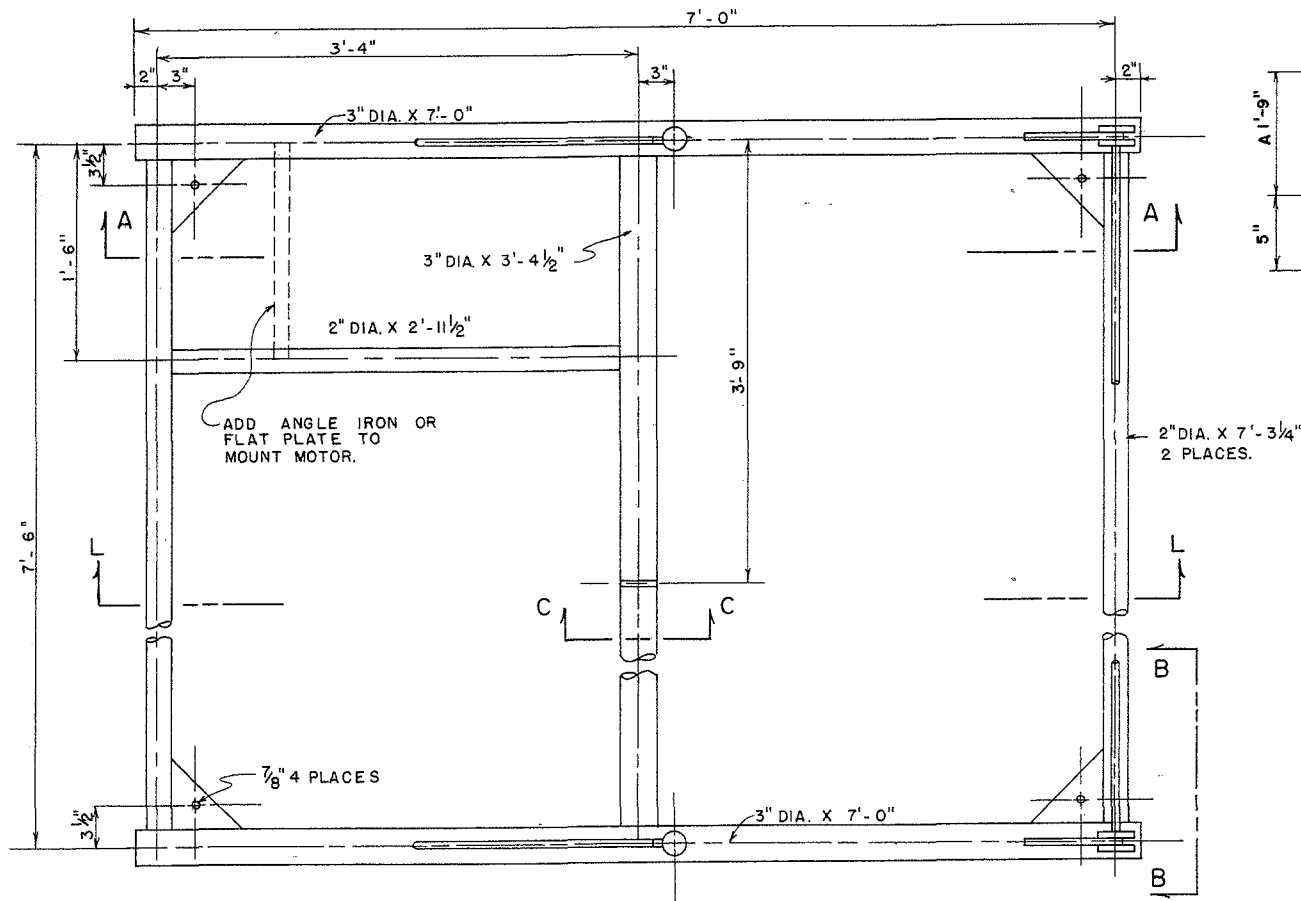 7'-0"
3'-4"
2" 3" 3" 2"
3" DIA. X 7'-0"
A 1'-9"
3½"
A A
5"
1'-6"
3" DIA. X 3'-4½"
2" DIA. X 2'-11½"
3'-9"
ADD ANGLE IRON OR
FLAT PLATE TO
MOUNT MOTOR.
2" DIA. X 7'-3¼"
2 PLACES.
7'-6"
L L
C C
B
⅞" 4 PLACES
3½"
3" DIA. X 7'-0"
B